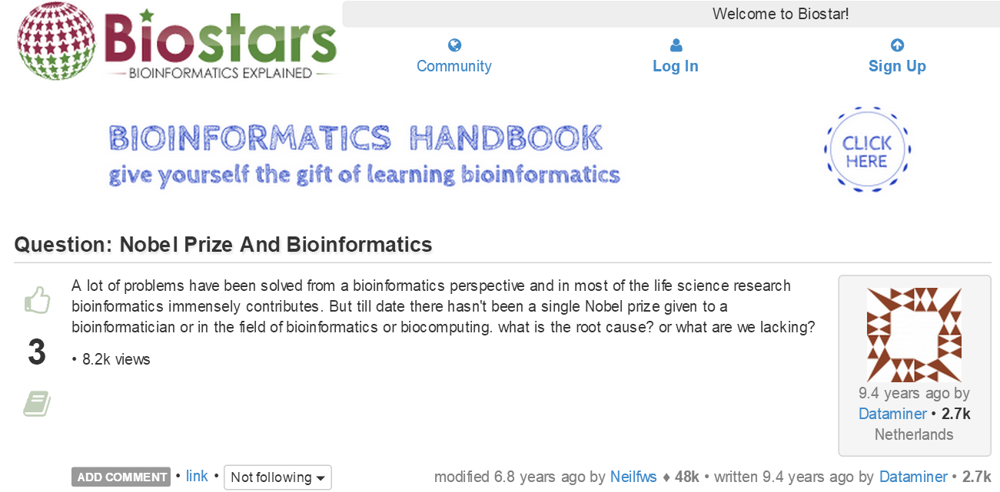 Welcome to Biostar!
Biostars
BIOINFORMATICS EXPLAINED
Community
Log In
Sign Up
BIOINFORMATICS HANDBOOK
give yourself the gift of learning bioinformatics
CLICK
HERE
Question: Nobel Prize And Bioinformatics
A lot of problems have been solved from a bioinformatics perspective and in most of the life science research
bioinformatics immensely contributes. But till date there hasn't been a single Nobel prize given to a
bioinformatician or in the field of bioinformatics or biocomputing. what is the root cause? or what are we lacking?
3
• 8.2k views
9.4 years ago by
Dataminer • 2.7k
Netherlands
ADD COMMENT • link • Not following
modified 6.8 years ago by Neilfws ♦ 48k • written 9.4 years ago by Dataminer • 2.7k